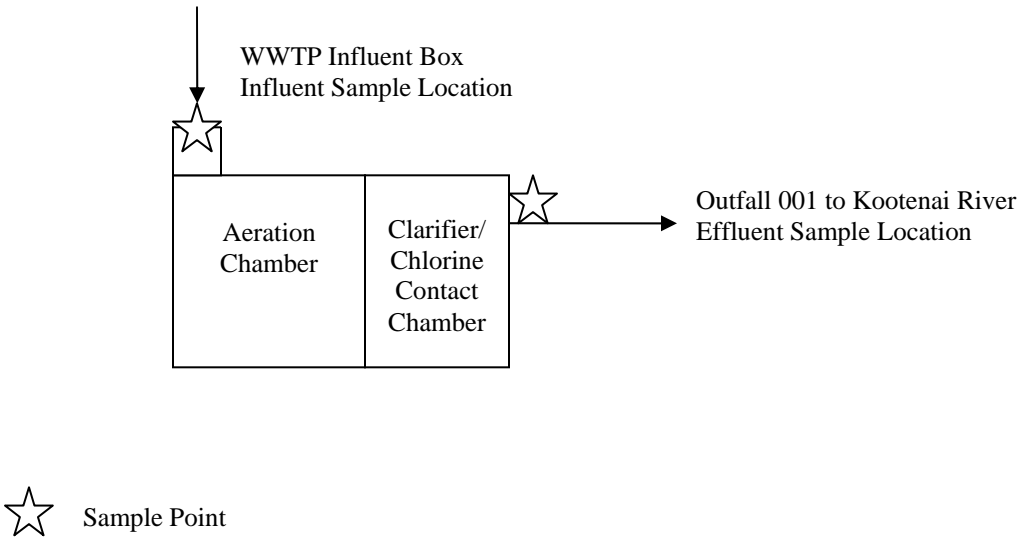 WWTP Influent Box
Influent Sample Location
Outfall 001 to Kootenai River
Effluent Sample Location
Aeration
Chamber
Clarifier/
Chlorine
Contact
Chamber
Sample Point